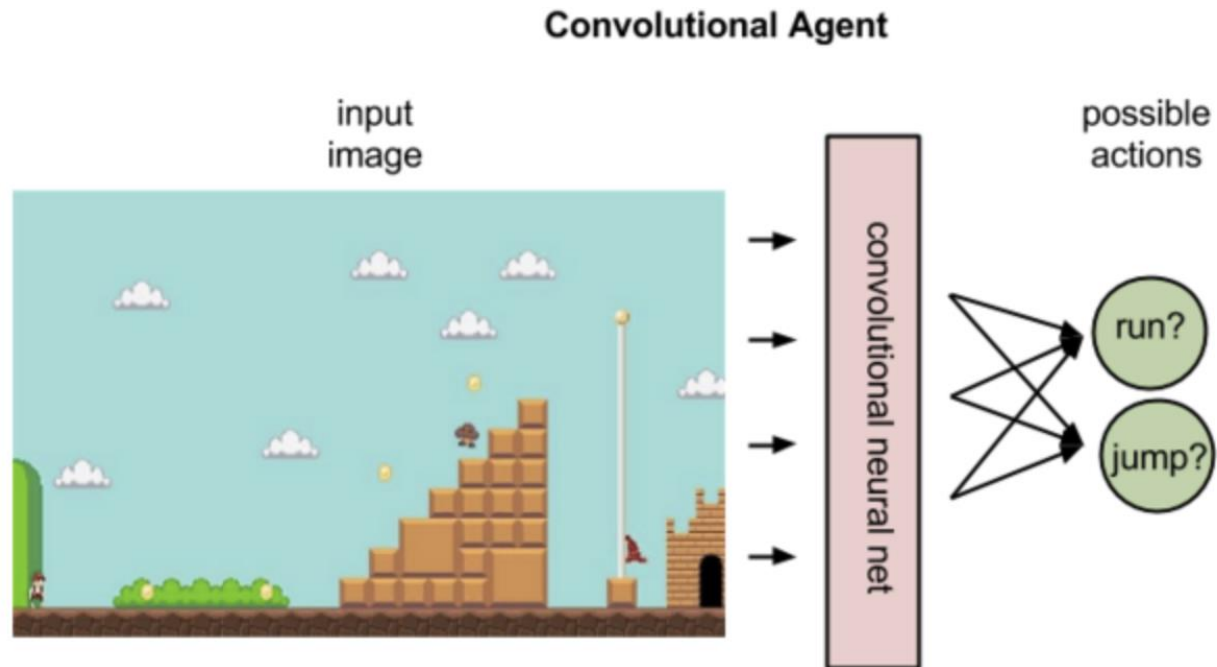 Convolutional Agent
input
image
possible
actions
convolutional neural net
run?
jump?